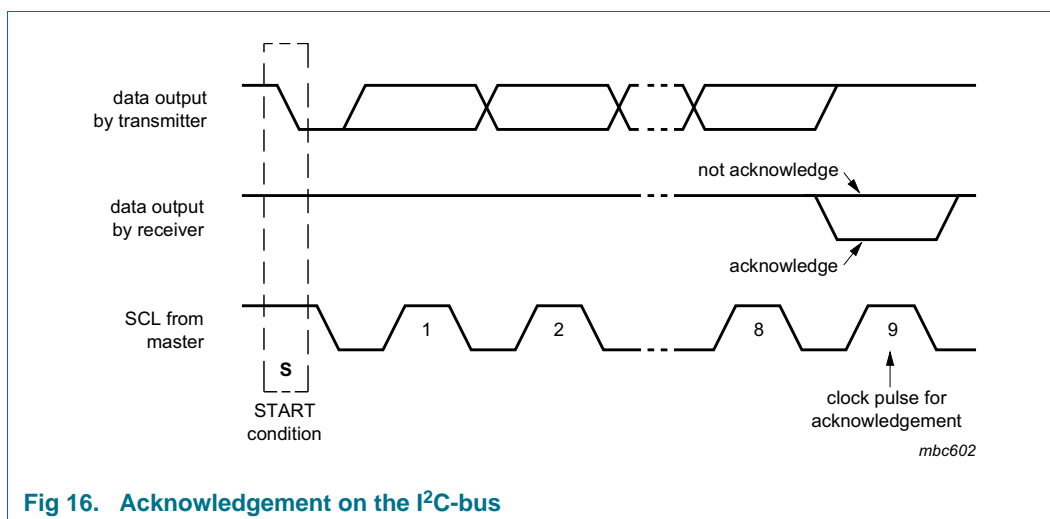 data output
by transmitter
not acknowledge
data output
by receiver
acknowledge
SCL from
master
1
2
8
9
S
START
condition
clock pulse for
acknowledgement
mbc602
Fig 16. Acknowledgement on the I²C-bus